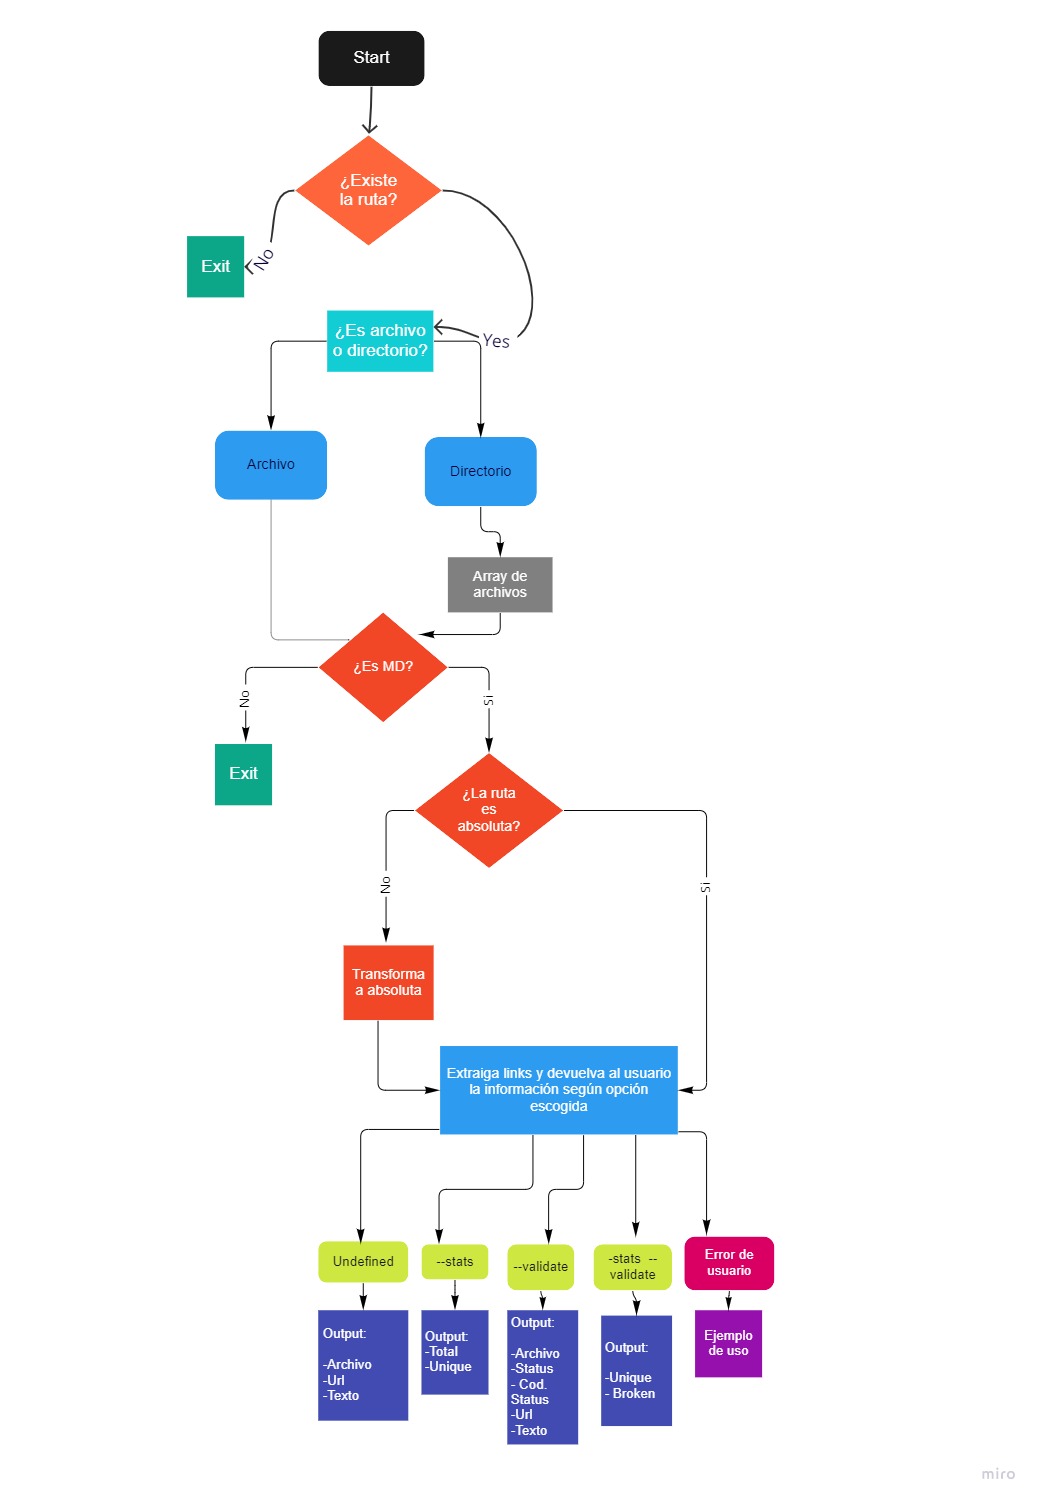 Start
¿Existe
la ruta?
No
Exit
Yes
¿Es archivo
o directorio?
Archivo
Directorio
Array de
archivos
¿Es MD?
No
Si
Exit
¿La ruta
es
absoluta?
No
Si
Transforma
a absoluta
Extraiga links y devuelva al usuario
la información según opción
escogida
Undefined
--stats
--validate
-stats --
validate
Error de
usuario
Output:
-Archivo
-Url
-Texto
Output:
-Total
-Unique
Output:
-Archivo
-Status
- Cod.
Status
-Url
-Texto
Output:
-Unique
- Broken
Ejemplo
de uso
miro